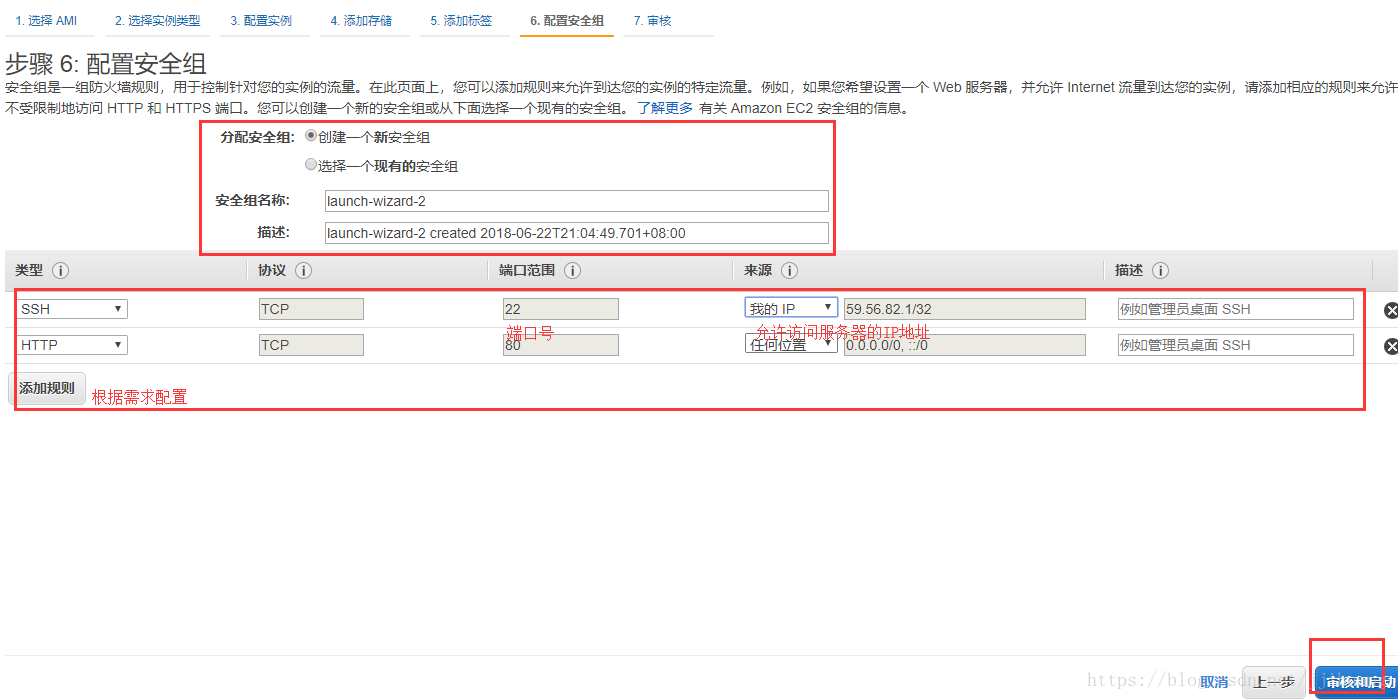 1. 选择 AMI 2. 选择实例类型 3. 配置实例 4. 添加存储 5. 添加标签 6. 配置安全组 7. 审核
步骤 6: 配置安全组
安全组是一组防火墙规则，用于控制针对您的实例的流量。在此页面上，您可以添加规则来允许到达您的实例的特定流量。例如，如果您希望设置一个 Web 服务器，并允许 Internet 流量到达您的实例，请添加相应的规则来允许
不受限制地访问 HTTP 和 HTTPS 端口。您可以创建一个新的安全组或从下面选择一个现有的安全组。 了解更多 有关 Amazon EC2 安全组的信息。
分配安全组: 创建一个新安全组
选择一个现有的安全组
安全组名称: launch-wizard-2
描述: launch-wizard-2 created 2018-06-22T21:04:49.701+08:00
类型 协议 端口范围 来源 描述
SSH TCP 22 我的 IP 59.56.82.1/32 例如管理员桌面 SSH
端口号 允许访问服务器的IP地址
HTTP TCP 80 任何位置 0.0.0.0/0, ::/0 例如管理员桌面 SSH
添加规则 根据需求配置
取消 上一步 审核和启动